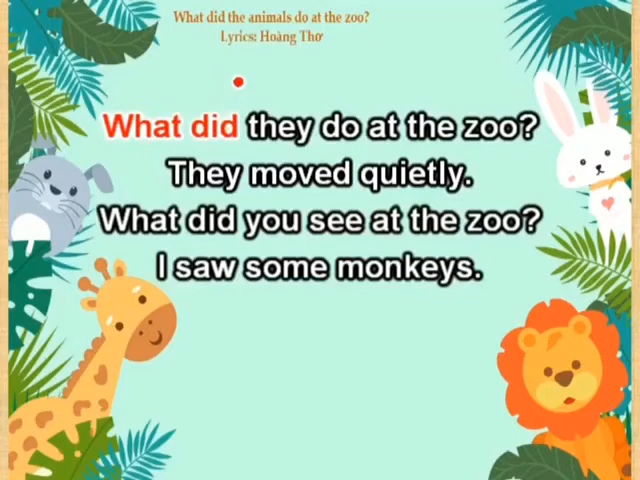 What did the animals do at the zoo?
Lyrics: Hoàng Thơ
What did they do at the zoo?
They moved quietly.
What did you see at the zoo?
I saw some monkeys.